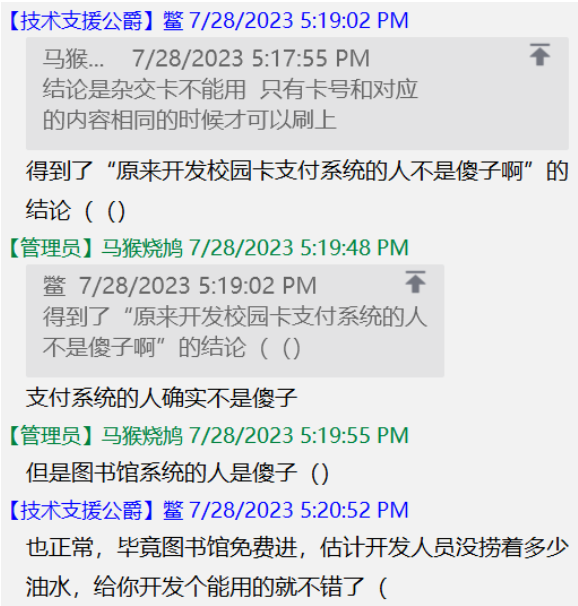 【技术支援公爵】鳖 7/28/2023 5:19:02 PM
马猴... 7/28/2023 5:17:55 PM
结论是杂交卡不能用 只有卡号和对应
的内容相同的时候才可以刷上
得到了“原来开发校园卡支付系统的人不是傻子啊”的
结论（ ()
【管理员】马猴烧鸠 7/28/2023 5:19:48 PM
鳖 7/28/2023 5:19:02 PM
得到了“原来开发校园卡支付系统的人
不是傻子啊”的结论（ ()
支付系统的人确实不是傻子
【管理员】马猴烧鸠 7/28/2023 5:19:55 PM
但是图书馆系统的人是傻子（）
【技术支援公爵】鳖 7/28/2023 5:20:52 PM
也正常，毕竟图书馆免费进，估计开发人员没捞着多少
油水，给你开发个能用的就不错了（